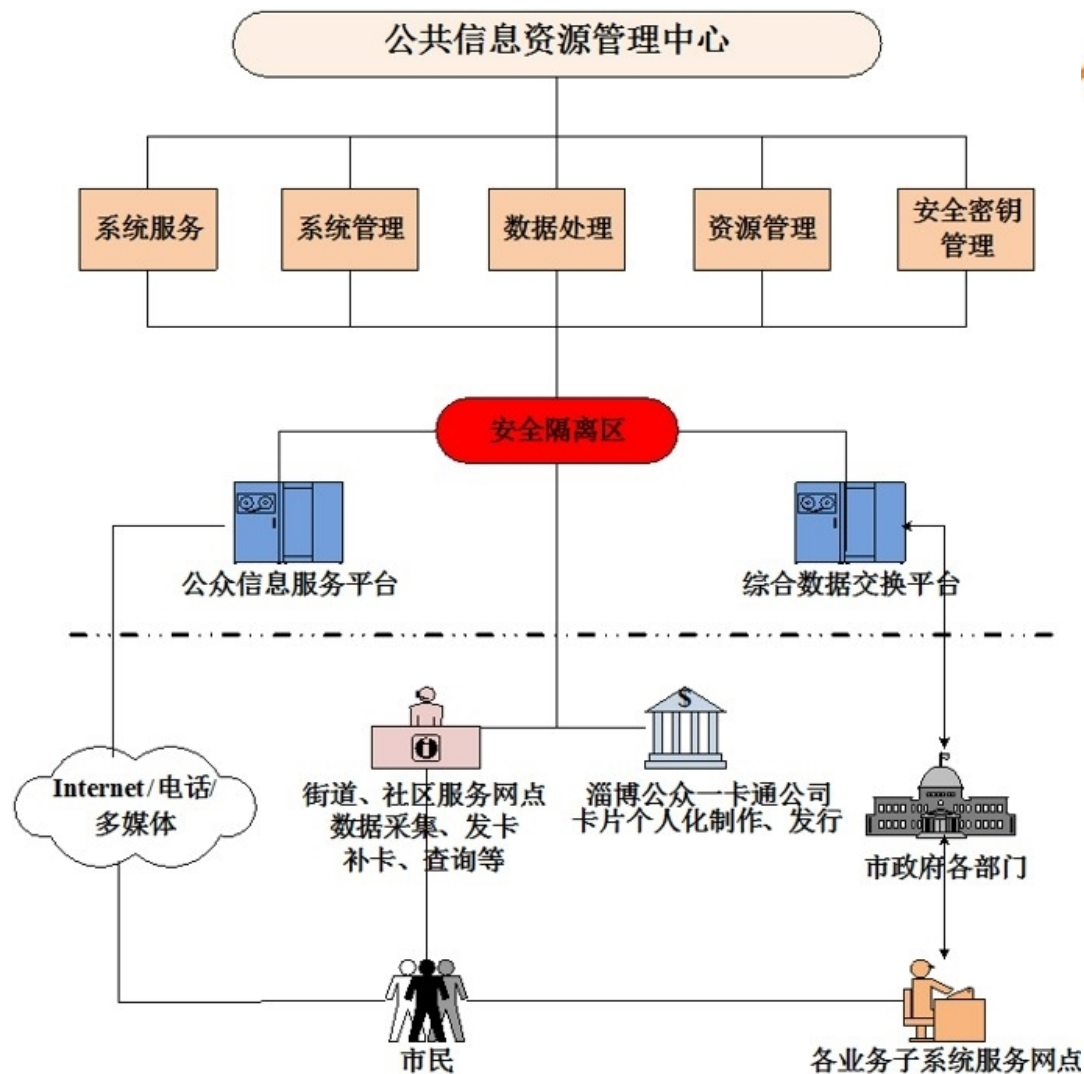 公共信息资源管理中心
系统服务
系统管理
数据处理
资源管理
安全密钥
管理
安全隔离区
公众信息服务平台
综合数据交换平台
Internet/电话/
多媒体
街道、社区服务网点
数据采集、发卡
补卡、查询等
$
淄博公众一卡通公司
卡片个人化制作、发行
市政府各部门
市民
各业务子系统服务网点